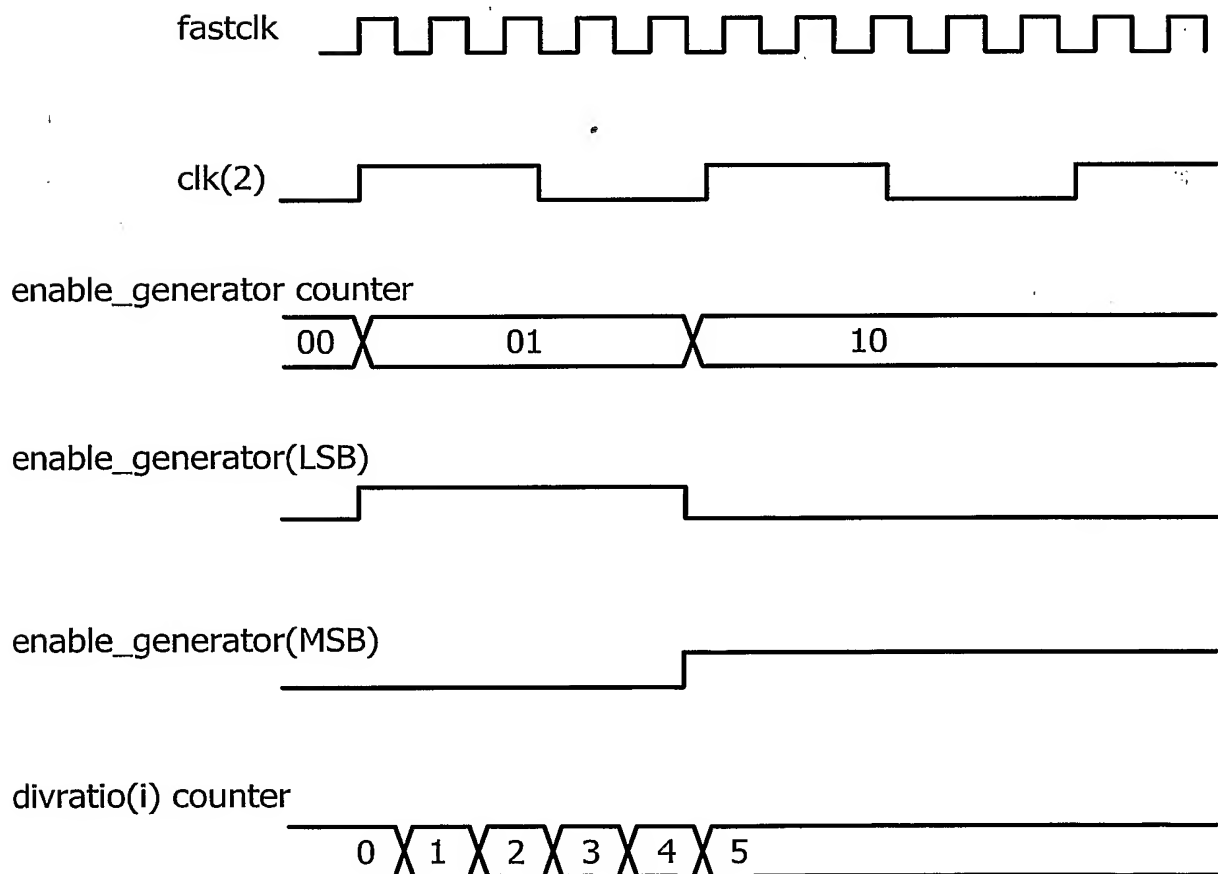 fastclk
clk(2)
enable_generator counter
00 01 10
enable_generator(LSB)
enable_generator(MSB)
divratio(i) counter
0 1 2 3 4 5